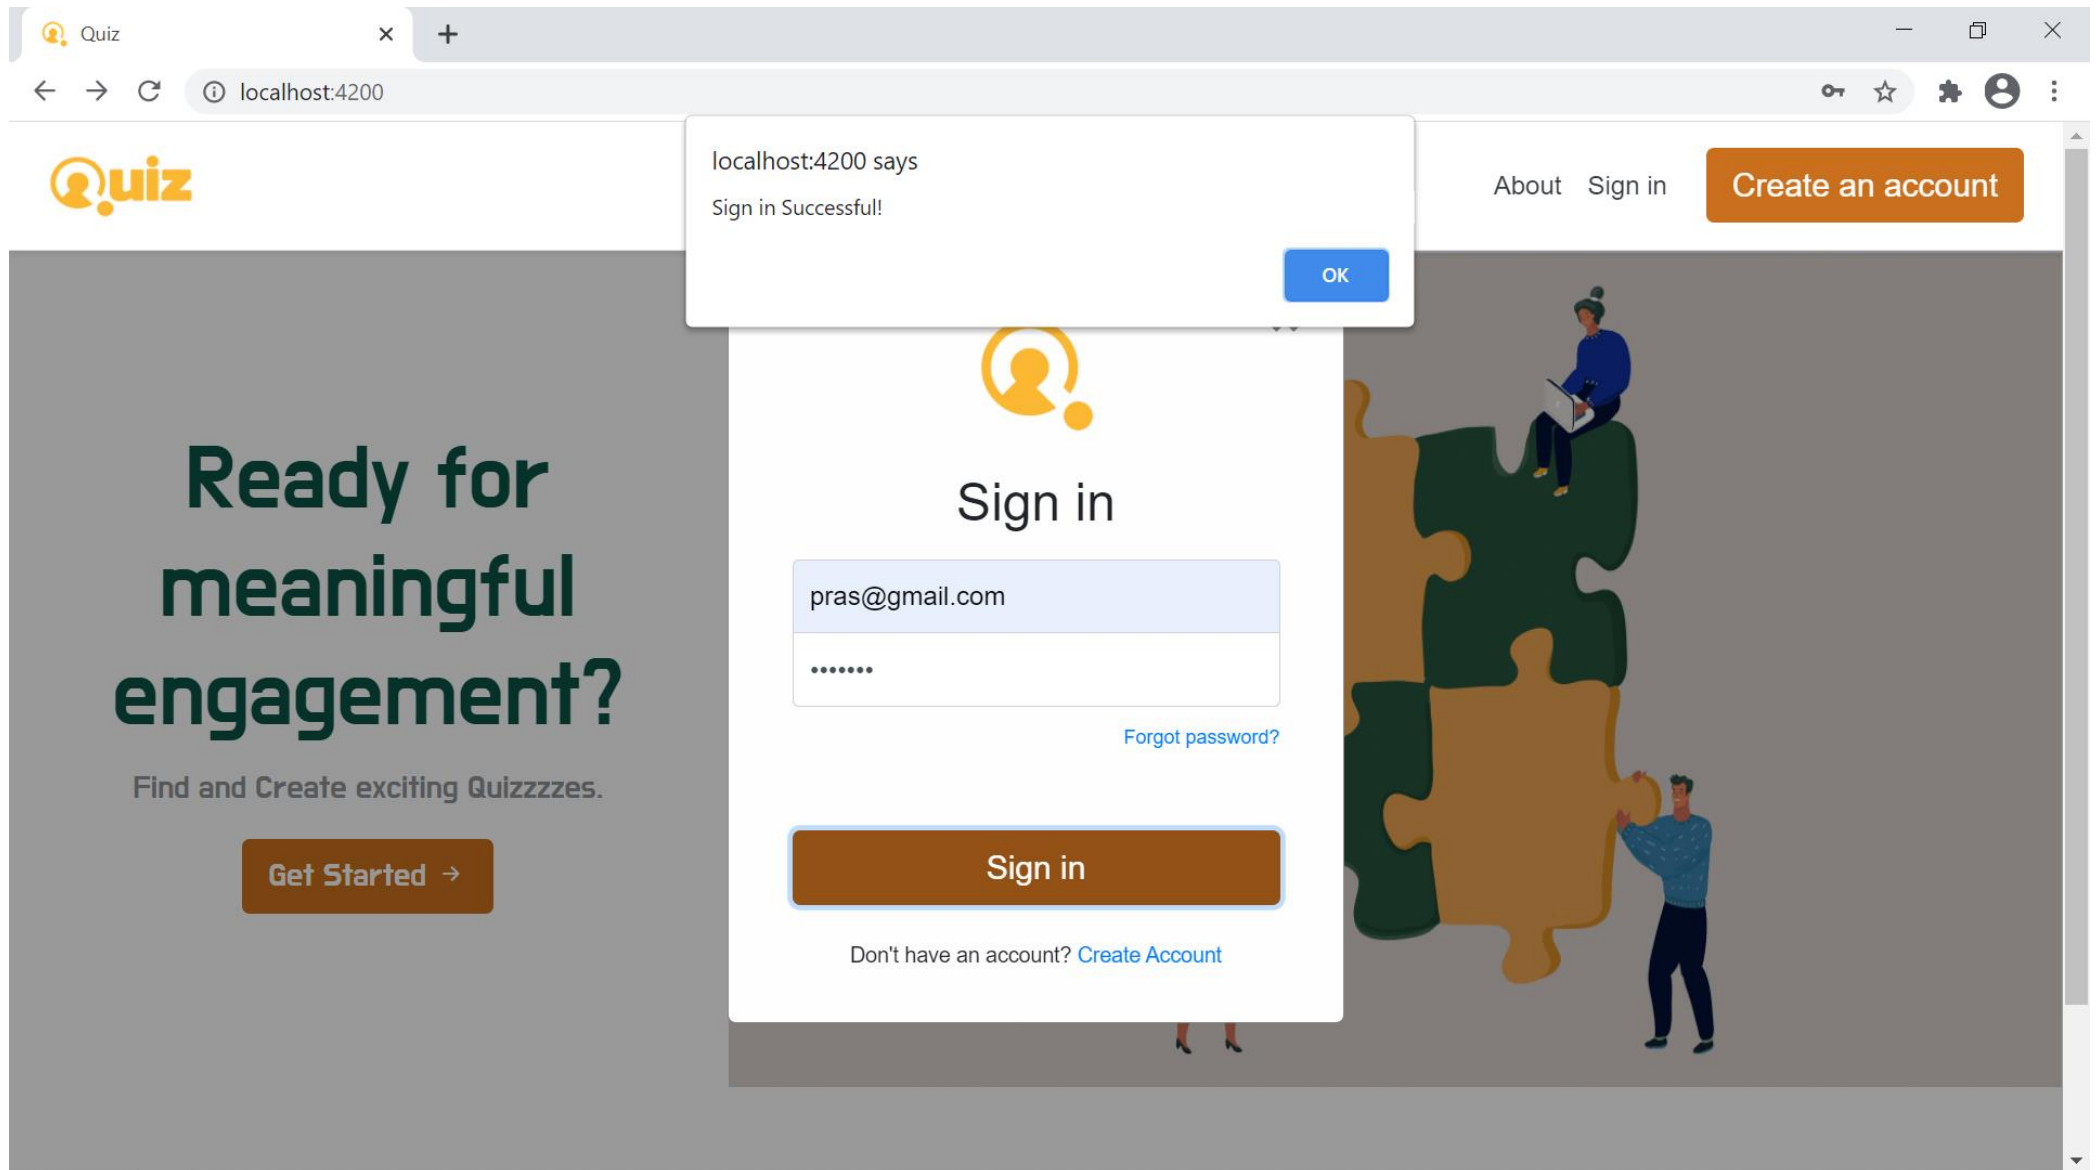 Quiz
localhost:4200
Quiz
localhost:4200 says
Sign in Successful!
OK
About Sign in Create an account
Ready for
meaningful
engagement?
Find and Create exciting Quizzzzes.
Get Started →
Sign in
pras@gmail.com
•••••••
Forgot password?
Sign in
Don't have an account? Create Account